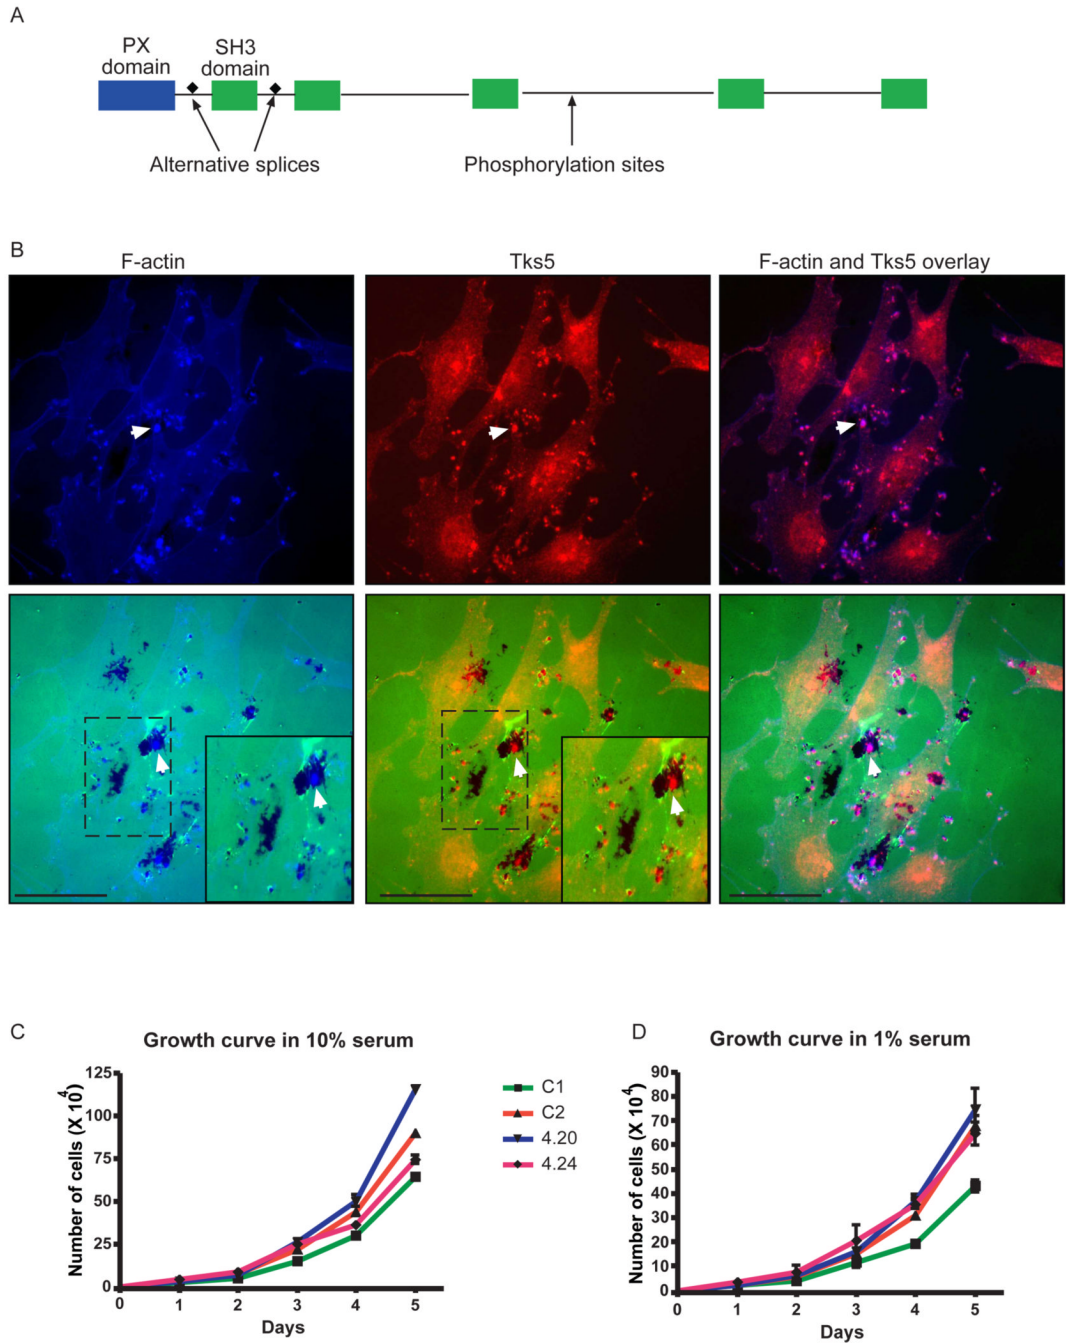 A
PX
domain
SH3
domain
Alternative splices
Phosphorylation sites
B
F-actin
Tks5
F-actin and Tks5 overlay
C
Growth curve in 10% serum
Number of cells (X 10⁴)
125
100
75
50
25
0
0 1 2 3 4 5
Days
C1
C2
4.20
4.24
D
Growth curve in 1% serum
Number of cells (X 10⁴)
90
80
70
60
50
40
30
20
10
0
0 1 2 3 4 5
Days